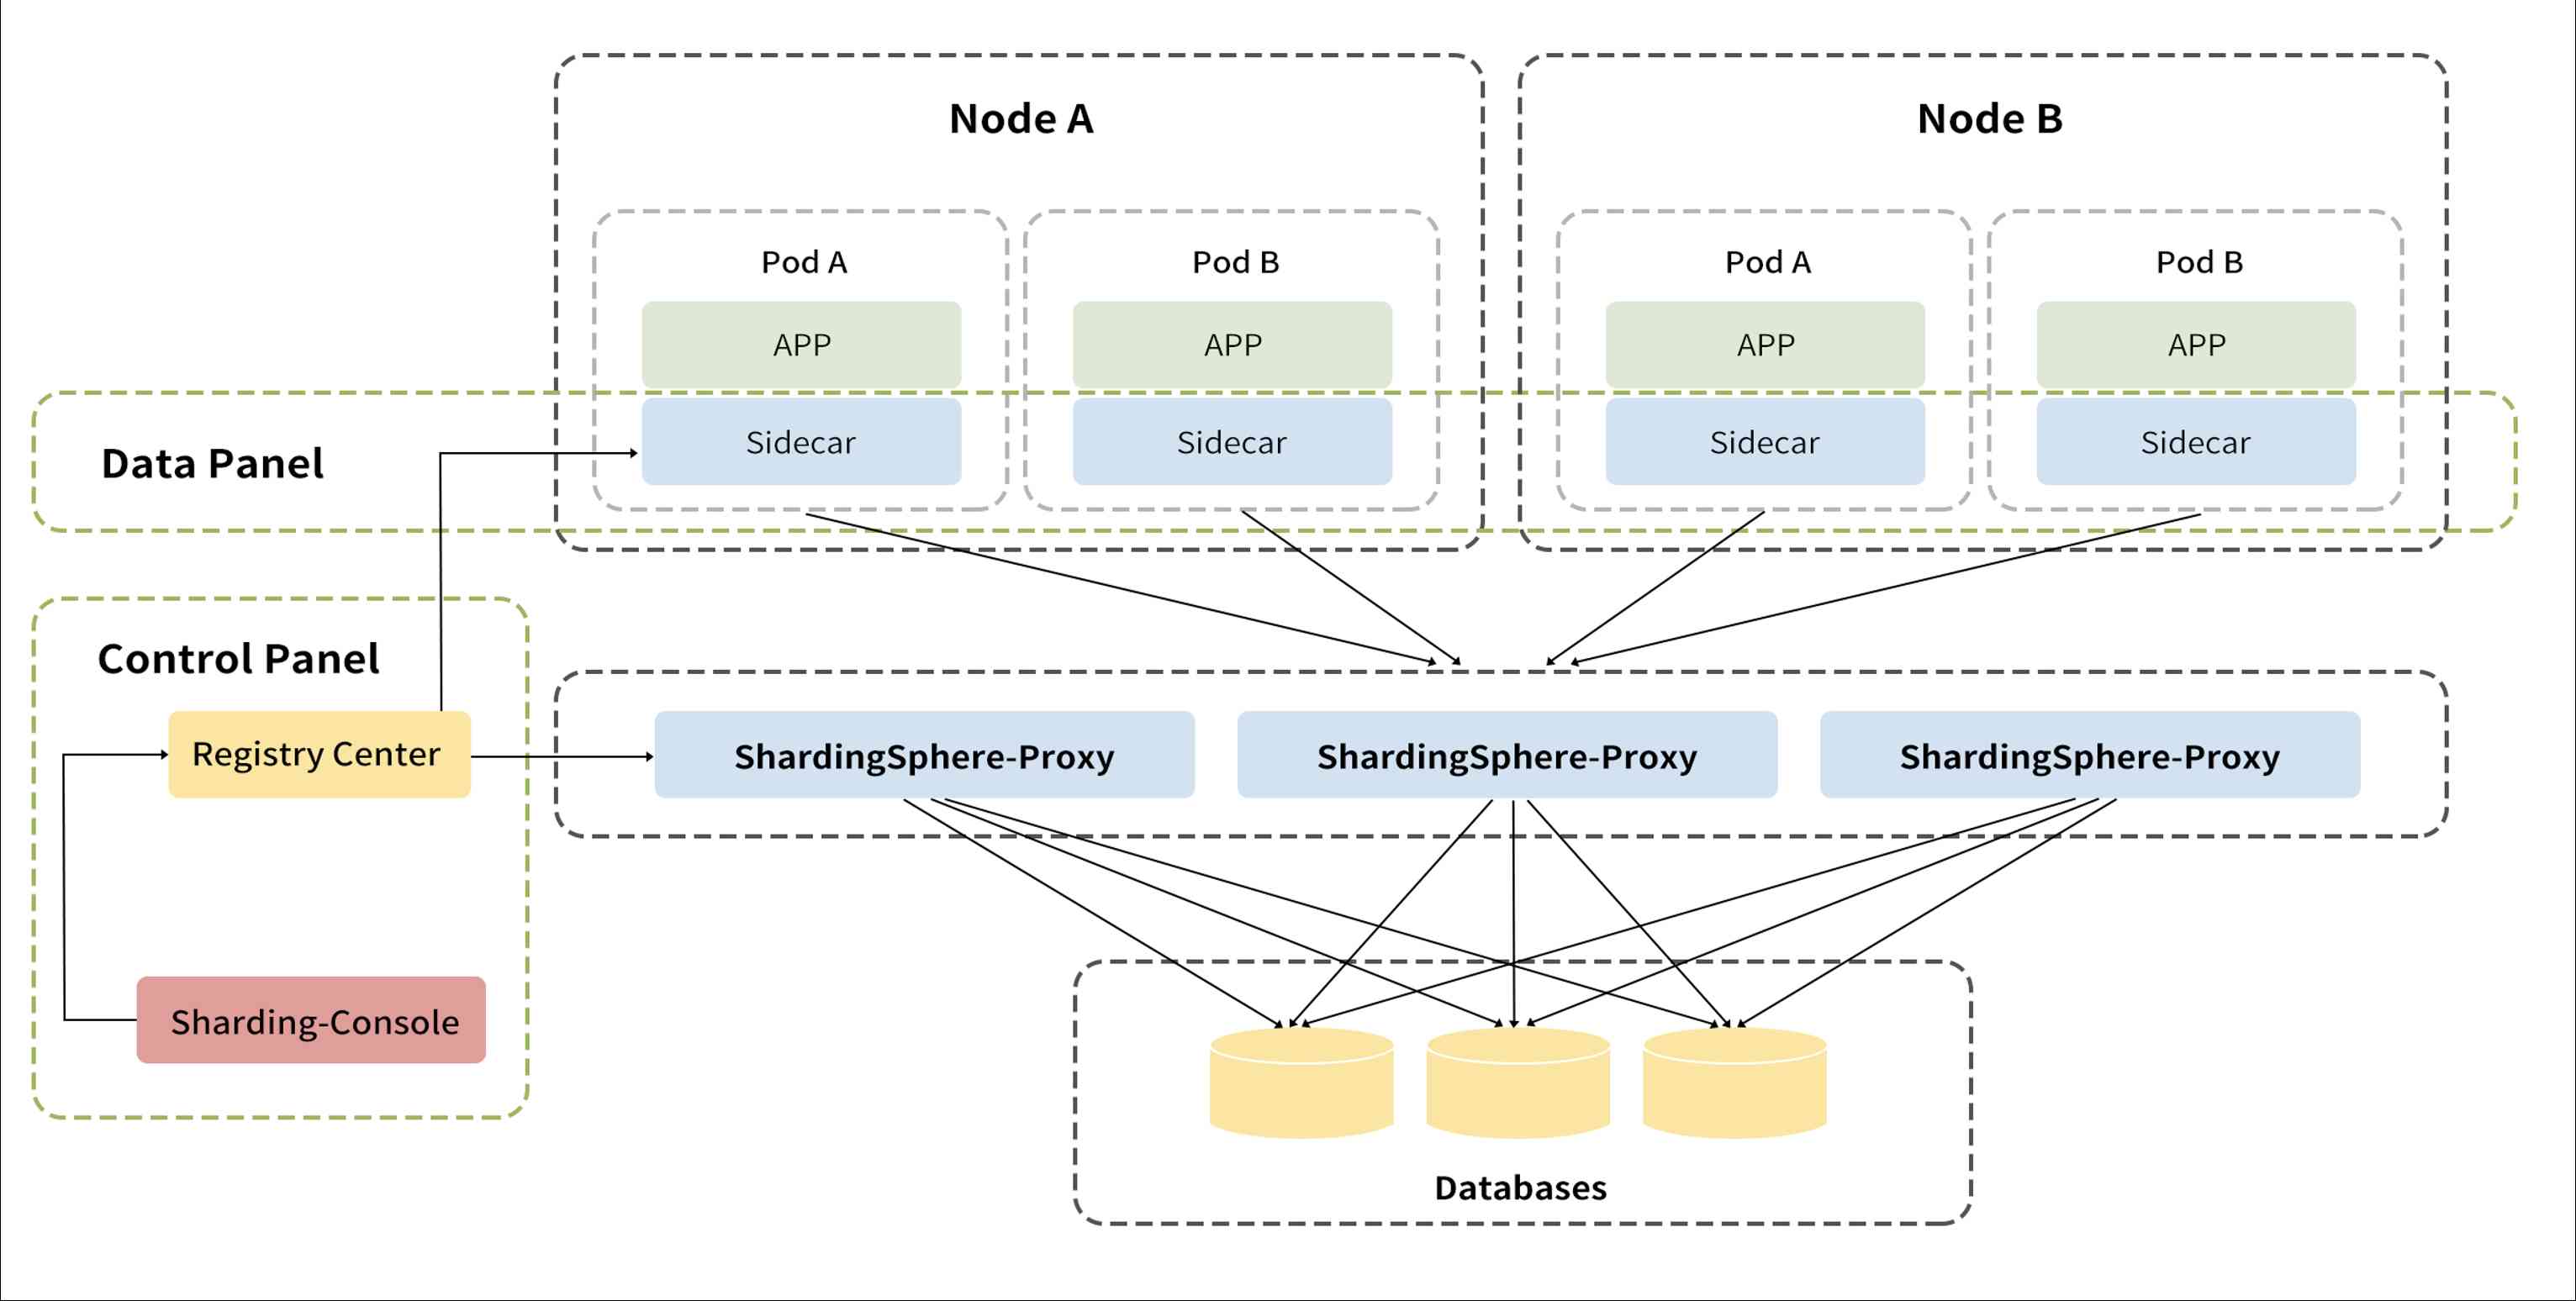 Node A
Node B
Pod A
Pod B
Pod A
Pod B
APP
APP
APP
APP
Data Panel
Sidecar
Sidecar
Sidecar
Sidecar
Control Panel
Registry Center
ShardingSphere-Proxy
ShardingSphere-Proxy
ShardingSphere-Proxy
Sharding-Console
Databases